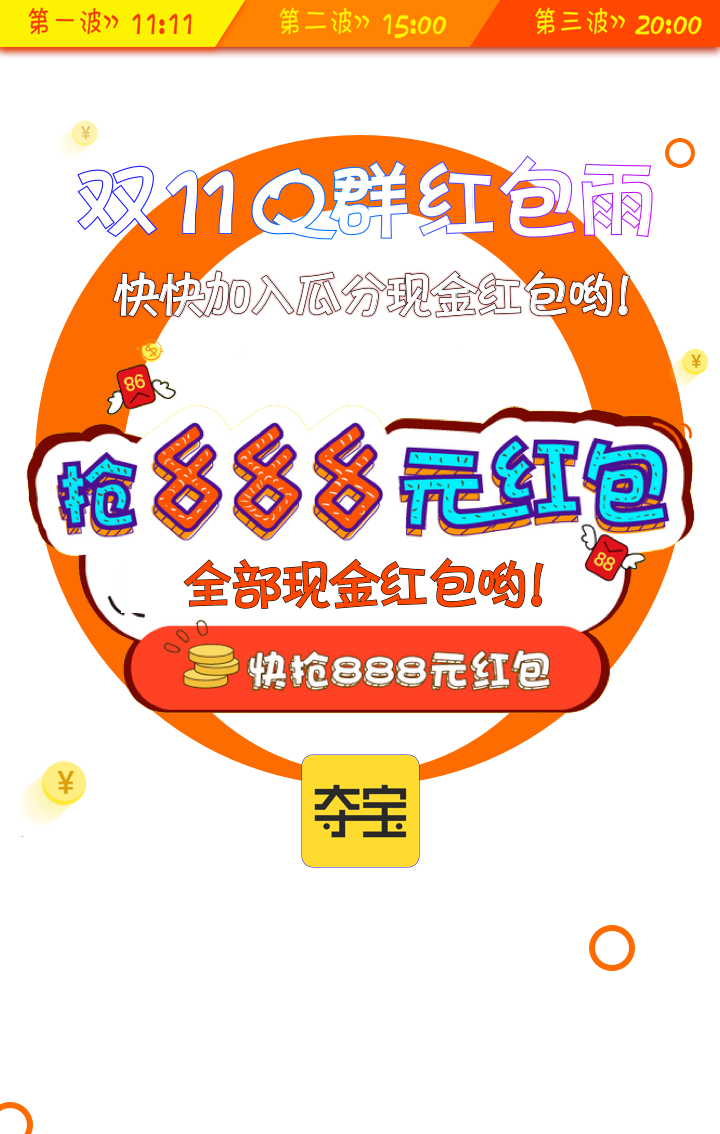 第一波» 11:11
第二波» 15:00
第三波» 20:00
¥
双11Q群红包雨
快快加入瓜分现金红包哟!
¥
抢888元红包
88
全部现金红包哟!
快抢888元红包
¥
夺宝